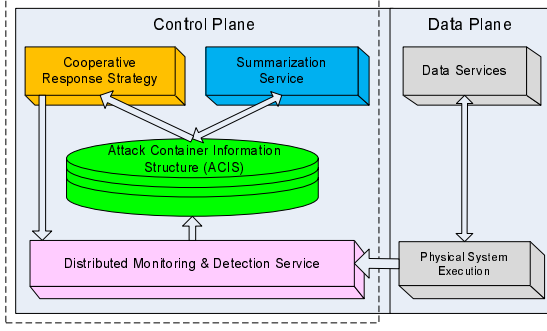 Control Plane
Data Plane
Cooperative
Response Strategy
Summarization
Service
Data Services
Attack Container Information
Structure (ACIS)
Distributed Monitoring & Detection Service
Physical System
Execution